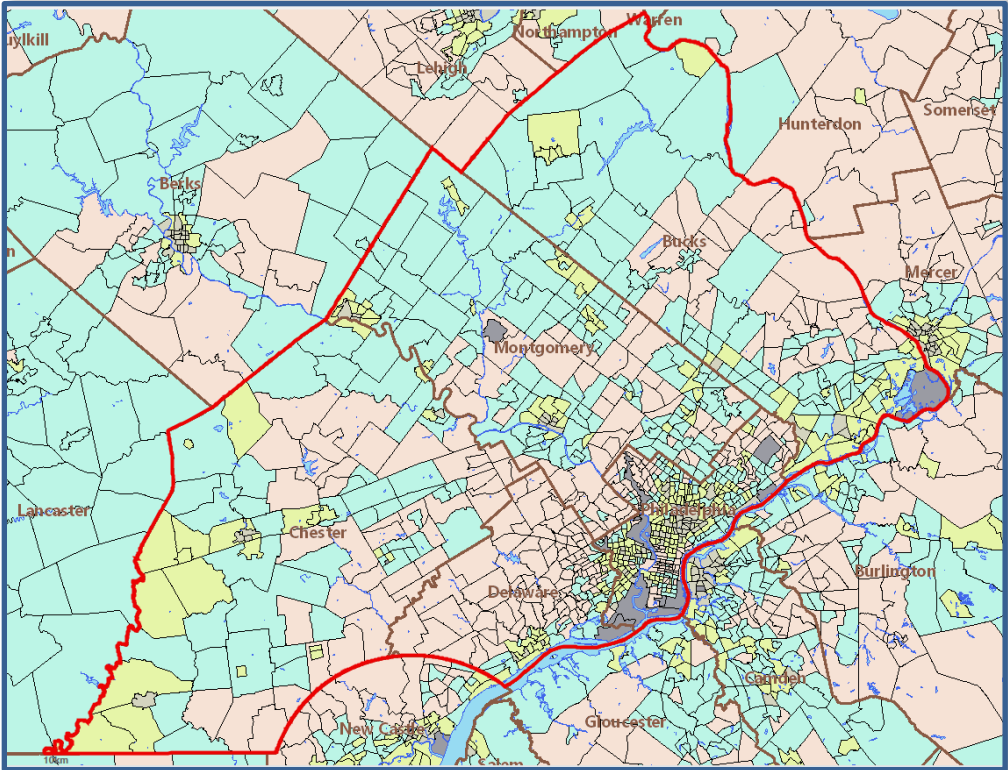 Warren
Northampton
uylkill
Lehigh
Somerset
Hunterdon
Berks
Bucks
n
Mercer
Montgomery
Lancaster
Philadelphia
Chester
Burlington
Delaware
Camden
Gloucester
New Castle
10km
Salem